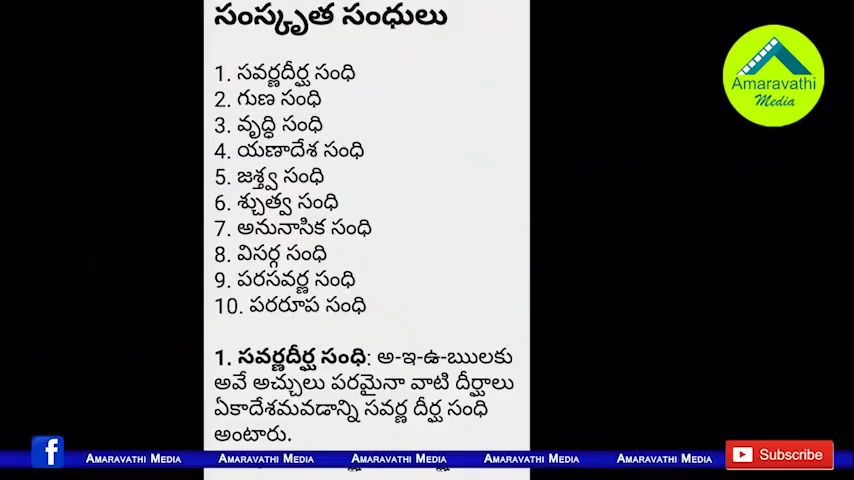 సంస్కృత సంధులు
1. సవర్ణదీర్ఘ సంధి
2. గుణ సంధి
3. వృద్ధి సంధి
4. యణాదేశ సంధి
5. జశ్త్వ సంధి
6. శ్చుత్వ సంధి
7. అనునాసిక సంధి
8. విసర్గ సంధి
9. పరసవర్ణ సంధి
10. పరరూప సంధి
1. సవర్ణదీర్ఘ సంధి: అ-ఇ-ఉ-ఋలకు
అవే అచ్చులు పరమైనా వాటి దీర్ఘాలు
ఏకాదేశమవడాన్ని సవర్ణ దీర్ఘ సంధి
అంటారు.
Amaravathi
Media
f AMARAVATHI MEDIA AMARAVATHI MEDIA AMARAVATHI MEDIA AMARAVATHI MEDIA AMARAVATHI MEDIA Subscribe